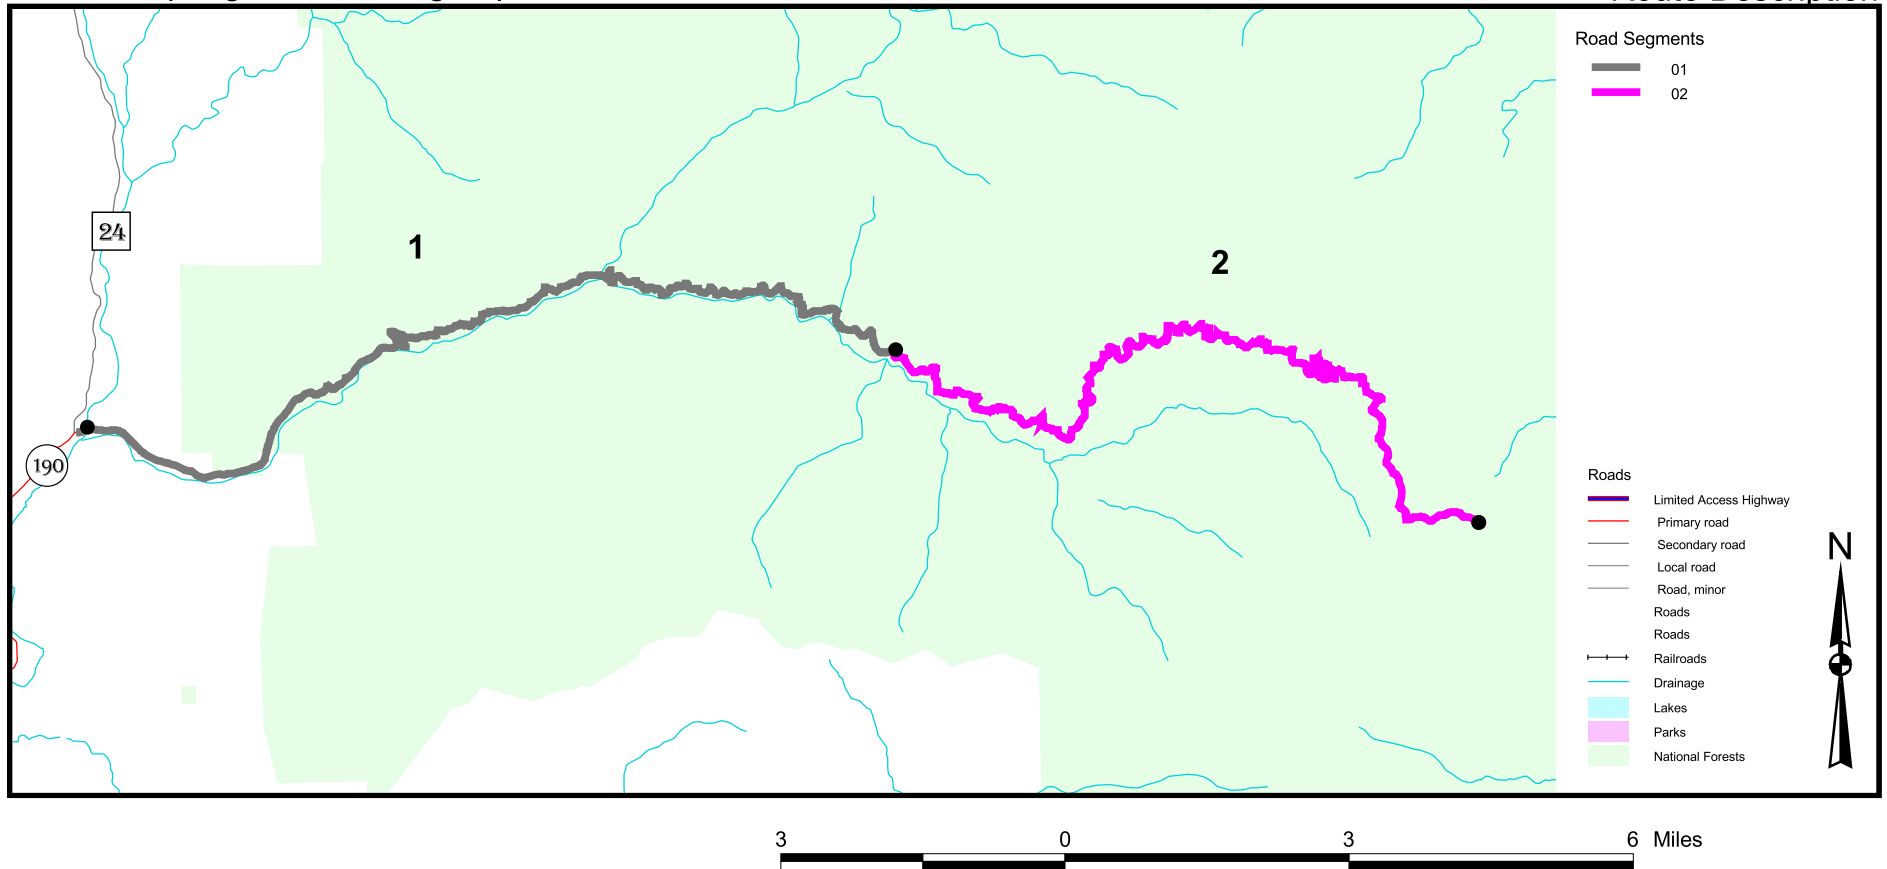 Road Segments
01
02
24
1
2
190
Roads
Limited Access Highway
Primary road
Secondary road
Local road
Road, minor
Roads
Roads
Railroads
Drainage
Lakes
Parks
National Forests
N
3 0 3 6 Miles